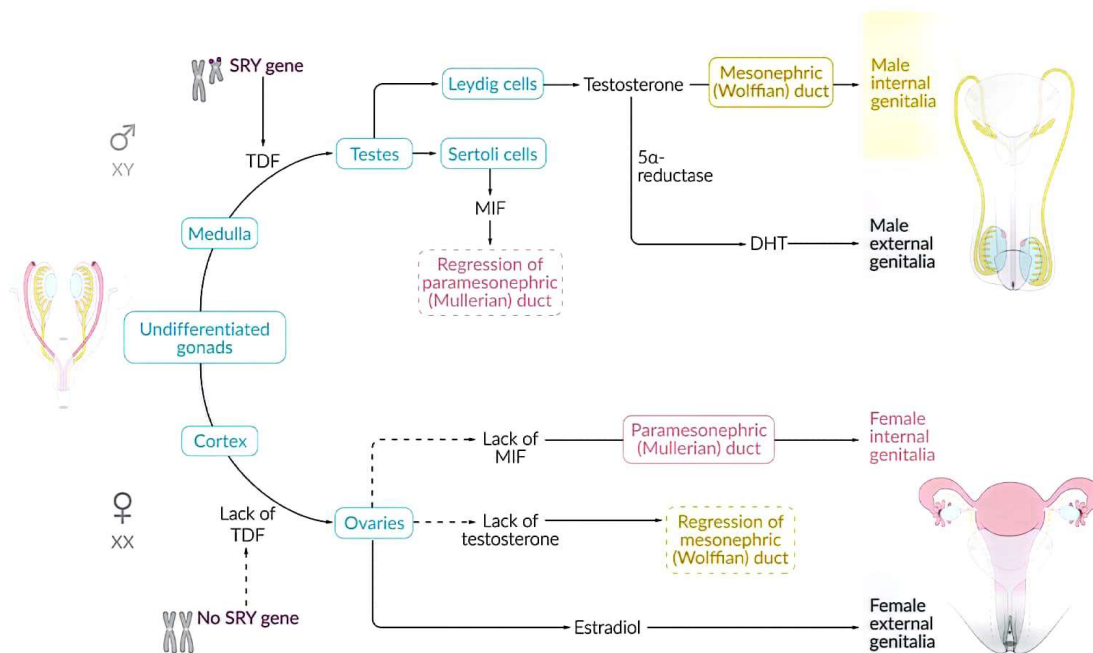 SRY gene
♂
XY
TDF
Leydig cells
Testosterone
Mesonephric
(Wolffian) duct
Male
internal
genitalia
Testes
Sertoli cells
5α-
reductase
MIF
Medulla
Regression of
paramesonephric
(Mullerian) duct
DHT
Male
external
genitalia
Undifferentiated
gonads
Cortex
Lack of
MIF
Paramesonephric
(Mullerian) duct
Female
internal
genitalia
♀
XX
Lack of
TDF
Ovaries
Lack of
testosterone
Regression of
mesonephric
(Wolffian) duct
No SRY gene
Estradiol
Female
external
genitalia